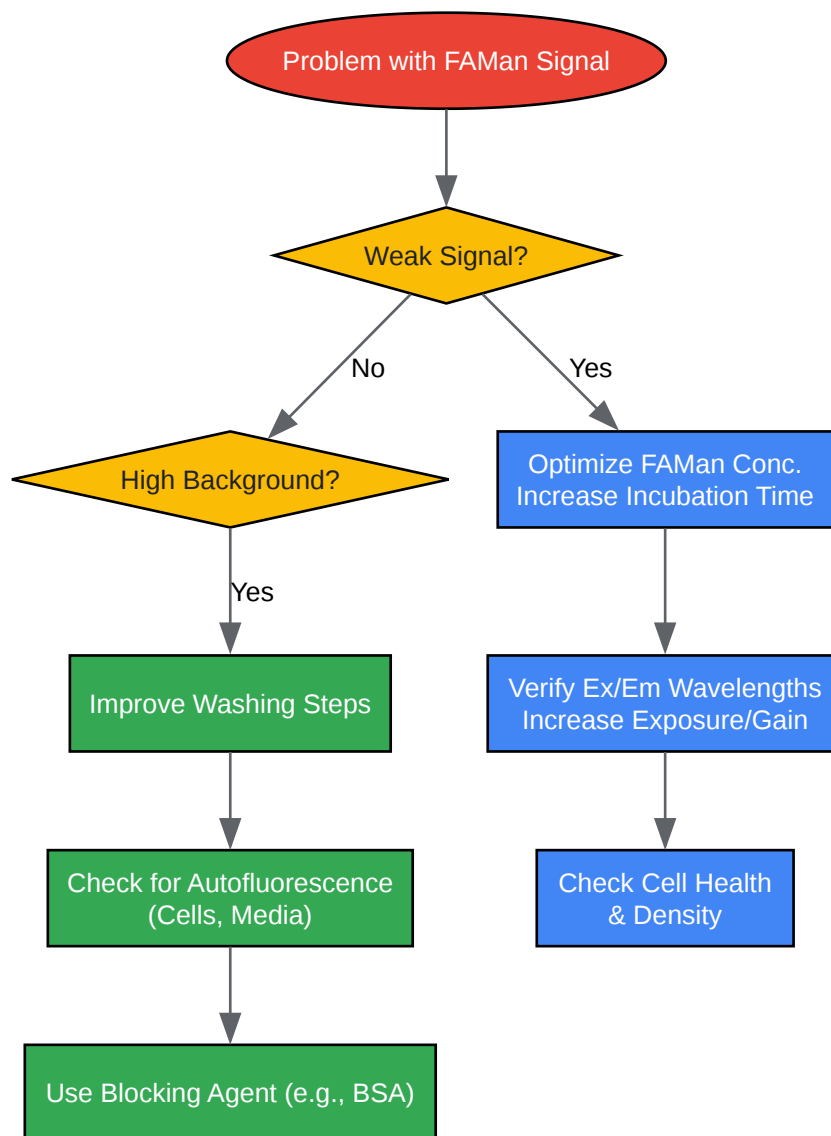 Problem with FAMan Signal
Weak Signal?
No
Yes
High Background?
Optimize FAMan Conc.
Increase Incubation Time
Yes
Improve Washing Steps
Verify Ex/Em Wavelengths
Increase Exposure/Gain
Check for Autofluorescence
(Cells, Media)
Check Cell Health
& Density
Use Blocking Agent (e.g., BSA)